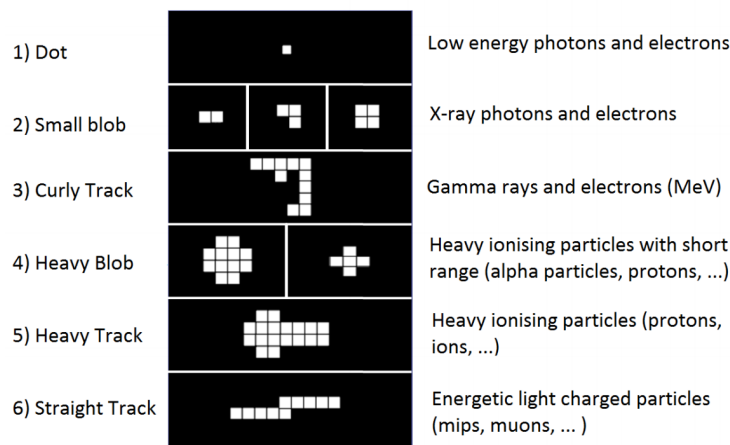 1) Dot
Low energy photons and electrons
2) Small blob
X-ray photons and electrons
3) Curly Track
Gamma rays and electrons (MeV)
4) Heavy Blob
Heavy ionising particles with short
range (alpha particles, protons, ...)
5) Heavy Track
Heavy ionising particles (protons,
ions, ...)
6) Straight Track
Energetic light charged particles
(mips, muons, ... )